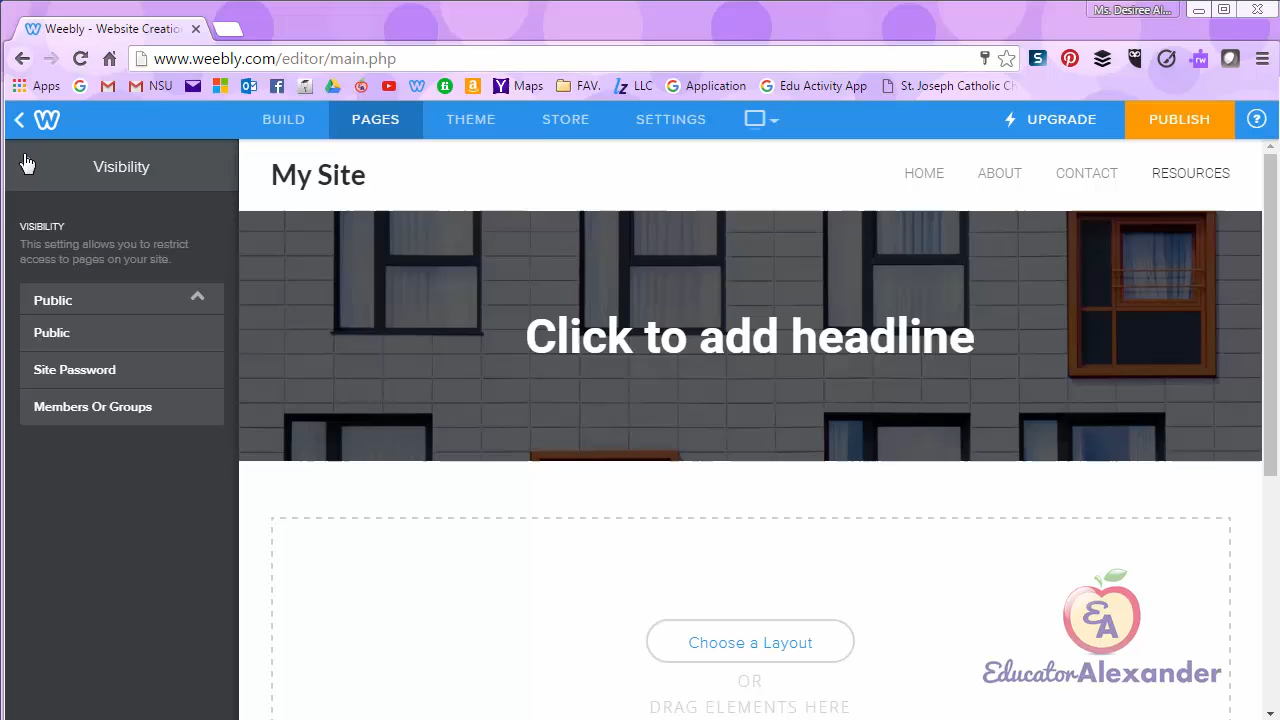 Ms. Desiree Al...
Weebly - Website Creatio
www.weebly.com/editor/main.php
Apps
NSU
Maps
FAV.
LLC
Application
Edu Activity App
St. Joseph Catholic Ch
BUILD
PAGES
THEME
STORE
SETTINGS
UPGRADE
PUBLISH
Visibility
My Site
HOME
ABOUT
CONTACT
RESOURCES
VISIBILITY
This setting allows you to restrict
access to pages on your site.
Public
Public
Site Password
Members Or Groups
Click to add headline
Choose a Layout
OR
DRAG ELEMENTS HERE
EA
EducatorAlexander